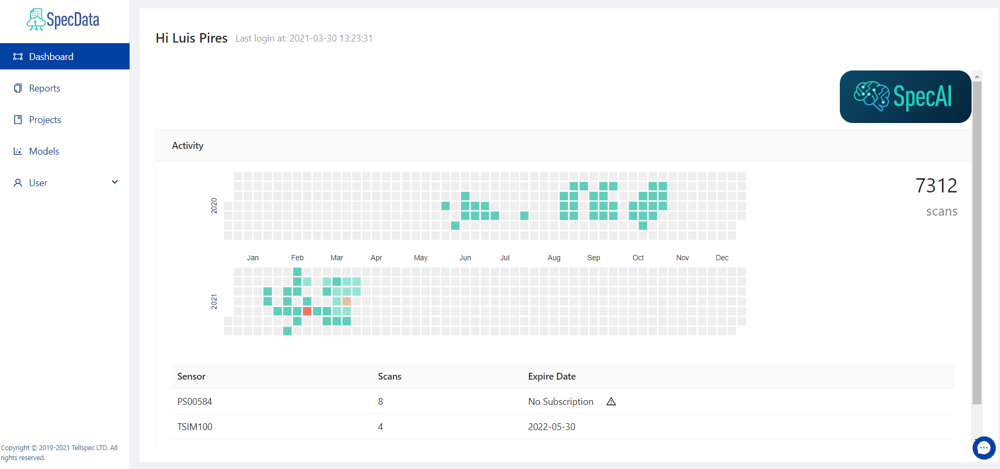 SpecData
Dashboard
Reports
Projects
Models
User
Copyright © 2019-2021 Tellspec LTD. All
rights reserved.
Hi Luis Pires Last login at: 2021-03-30 13:23:31
SpecAI
Activity
2020
7312
scans
Jan Feb Mar Apr May Jun Jul Aug Sep Oct Nov Dec
2021
Sensor Scans Expire Date
PS00584 8 No Subscription
TSIM100 4 2022-05-30